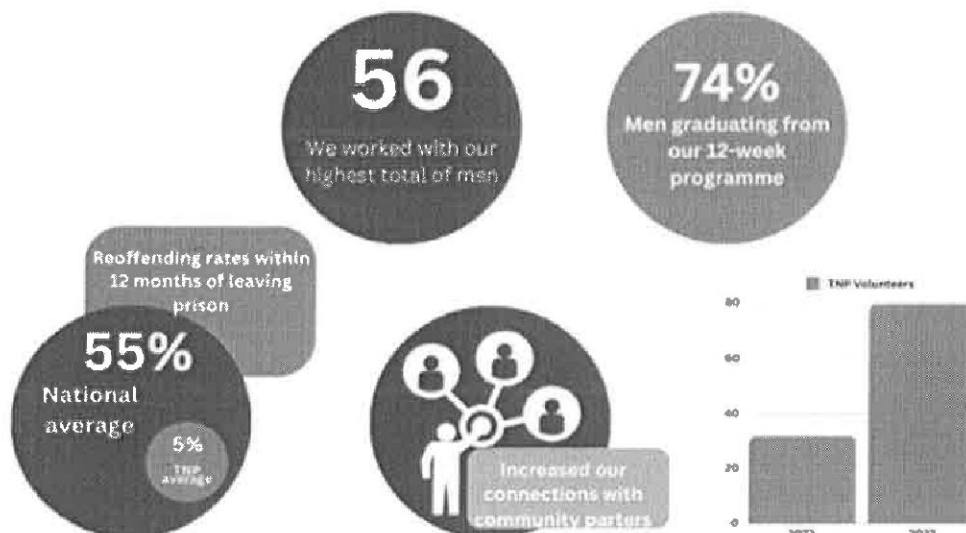 56
We worked with our
highest total of men
74%
Men graduating from
our 12-week
programme
Reoffending rates within
12 months of leaving
prison
55%
National
average
5%
TNP
average
Increased our
connections with
community parters
TNP Volunteers
80
60
40
20
0